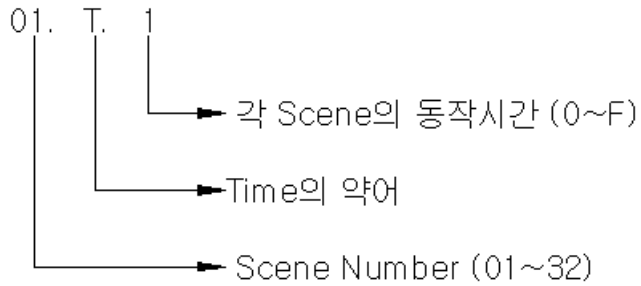 01. T. 1
각 Scene의 동작시간 (0~F)
Time의 약어
Scene Number (01~32)